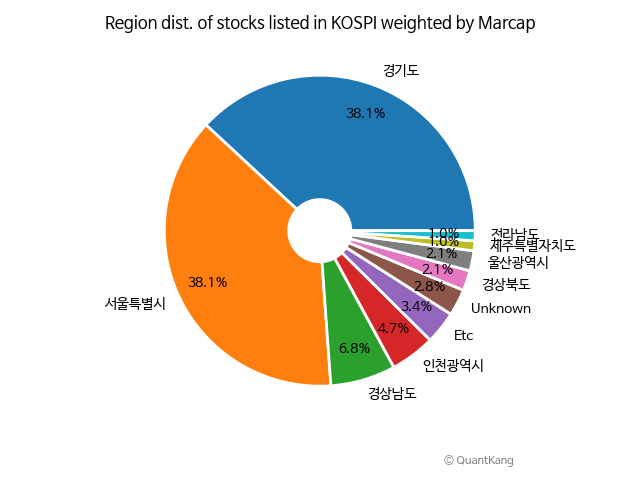 Region dist. of stocks listed in KOSPI weighted by Marcap
경기도
38.1%
서울특별시
38.1%
경상남도
6.8%
인천광역시
4.7%
Etc
3.4%
Unknown
2.8%
경상북도
2.1%
울산광역시
2.1%
제주특별자치도
1.0%
전라남도
1.0%
© QuantKang